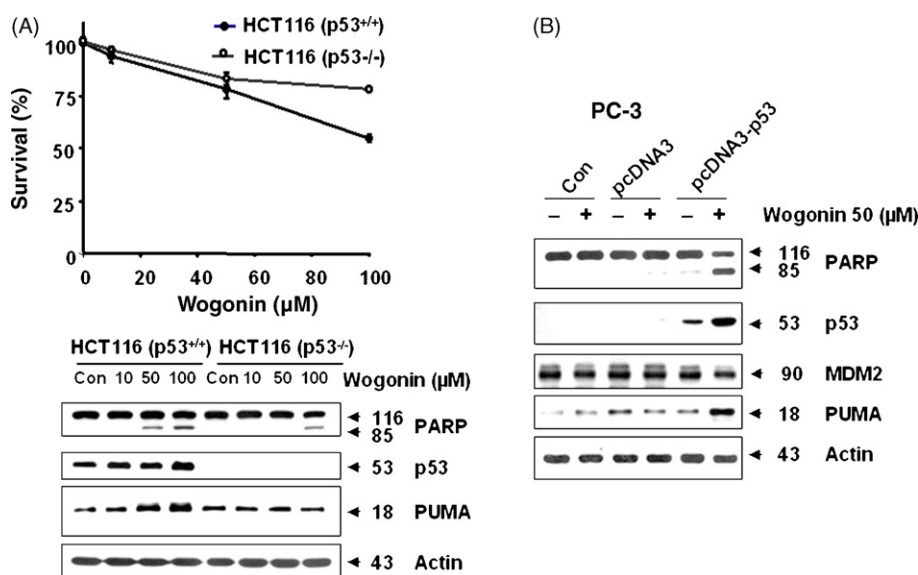 (A)
HCT116 (p53+/+)
HCT116 (p53-/-)
100
75
50
25
0
Survival (%)
0 20 40 60 80 100
Wogonin (μM)
HCT116 (p53+/+) HCT116 (p53-/-)
Con 10 50 100 Con 10 50 100 Wogonin (μM)
116
85
PARP
53 p53
18 PUMA
43 Actin
(B)
PC-3
Con pcDNA3 pcDNA3-p53
– + – + – + Wogonin 50 (μM)
116
85
PARP
53 p53
90 MDM2
18 PUMA
43 Actin